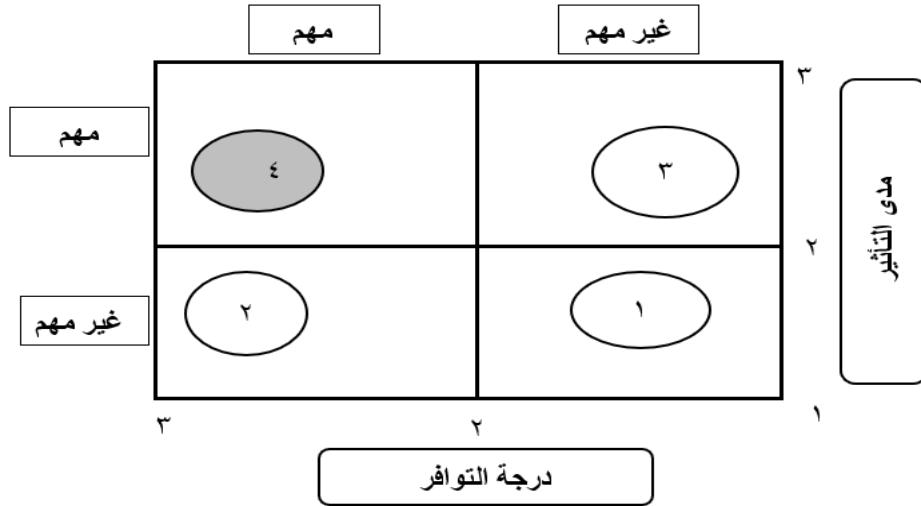 غير مهم
مهم
٣
مهم
٣
٤
مدى التأثير
٢
غير مهم
١
٢
١
٢
٣
درجة التوافر